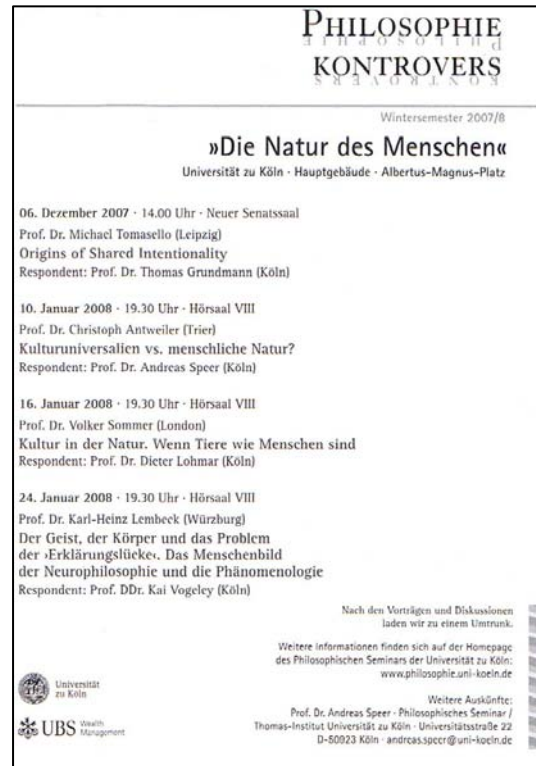 PHILOSOPHIE
KONTROVERS
Wintersemester 2007/8
»Die Natur des Menschen«
Universität zu Köln · Hauptgebäude · Albertus-Magnus-Platz
06. Dezember 2007 · 14.00 Uhr · Neuer Senatssaal
Prof. Dr. Michael Tomasello (Leipzig)
Origins of Shared Intentionality
Respondent: Prof. Dr. Thomas Grundmann (Köln)
10. Januar 2008 · 19.30 Uhr · Hörsaal VIII
Prof. Dr. Christoph Antweiler (Trier)
Kulturuniversalien vs. menschliche Natur?
Respondent: Prof. Dr. Andreas Speer (Köln)
16. Januar 2008 · 19.30 Uhr · Hörsaal VIII
Prof. Dr. Volker Sommer (London)
Kultur in der Natur. Wenn Tiere wie Menschen sind
Respondent: Prof. Dr. Dieter Lohmar (Köln)
24. Januar 2008 · 19.30 Uhr · Hörsaal VIII
Prof. Dr. Karl-Heinz Lembeck (Würzburg)
Der Geist, der Körper und das Problem
der ›Erklärungslücke‹. Das Menschenbild
der Neurophilosophie und die Phänomenologie
Respondent: Prof. DDr. Kai Vogeley (Köln)
Nach den Vorträgen und Diskussionen
laden wir zu einem Umtrunk.
Weitere Informationen finden sich auf der Homepage
des Philosophischen Seminars der Universität zu Köln:
www.philosophie.uni-koeln.de
Universität
zu Köln
UBS Wealth
Management
Weitere Auskünfte:
Prof. Dr. Andreas Speer · Philosophisches Seminar /
Thomas-Institut Universität zu Köln · Universitätsstraße 22
D-50923 Köln · andreas.speer@uni-koeln.de